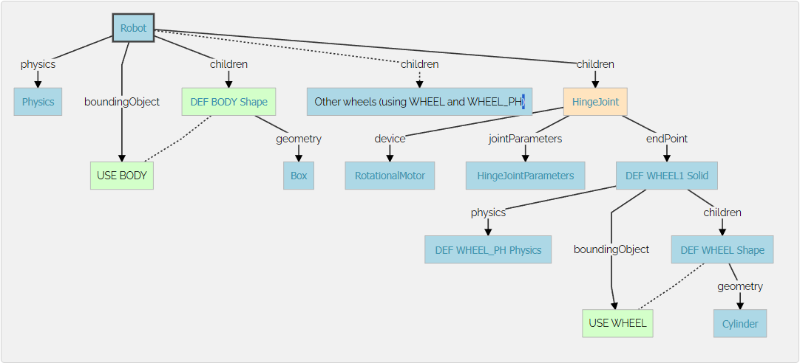 Robot
physics
children
children
children
boundingObject
Physics
DEF BODY Shape
Other wheels (using WHEEL and WHEEL_PH)
HingeJoint
geometry
device
jointParameters
endPoint
USE BODY
Box
RotationalMotor
HingeJointParameters
DEF WHEEL1 Solid
physics
children
boundingObject
DEF WHEEL_PH Physics
DEF WHEEL Shape
geometry
USE WHEEL
Cylinder